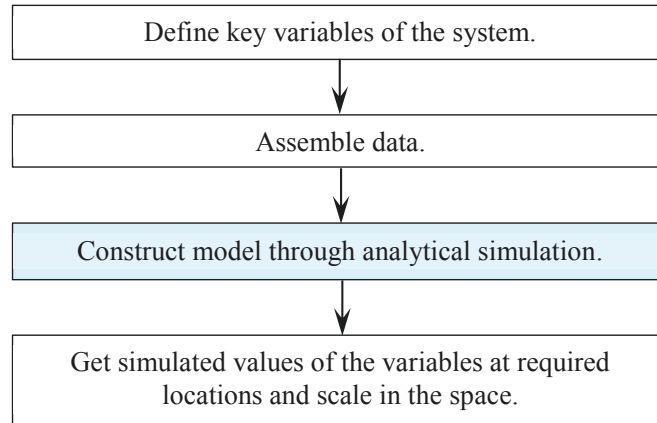 Define key variables of the system.
Assemble data.
Construct model through analytical simulation.
Get simulated values of the variables at required
locations and scale in the space.